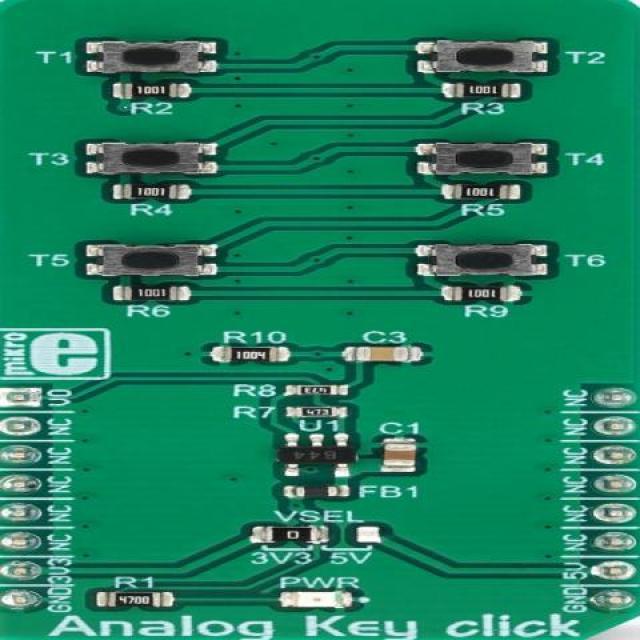 T1 T2
1001 1001
R2 R3
T3 T4
1001 1001
R4 R5
T5 T6
1001 1001
R6 R9
R10 C3
1004
mikro e
R8 473
R7 473
VO NC
U1 C1
NC NC
B44
NC NC
NC NC
FB1
NC NC
VSEL
NC NC
0
3V3 5V
3V3 5V
R1 PWR
GND GND
4700
Analog Key click